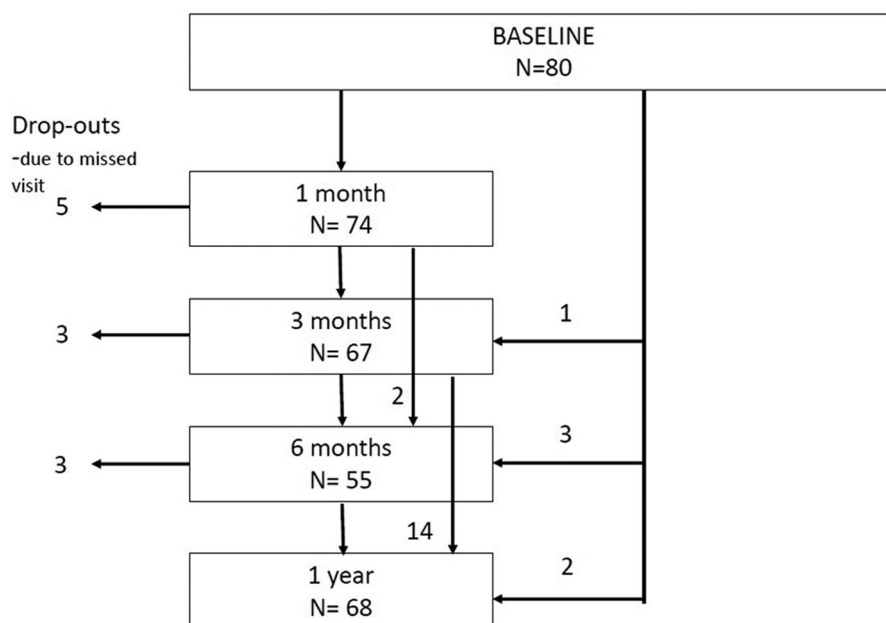 BASELINE
N=80
Drop-outs
-due to missed
visit
5
1 month
N= 74
3
3 months
N= 67
1
2
3
6 months
N= 55
3
14
1 year
N= 68
2